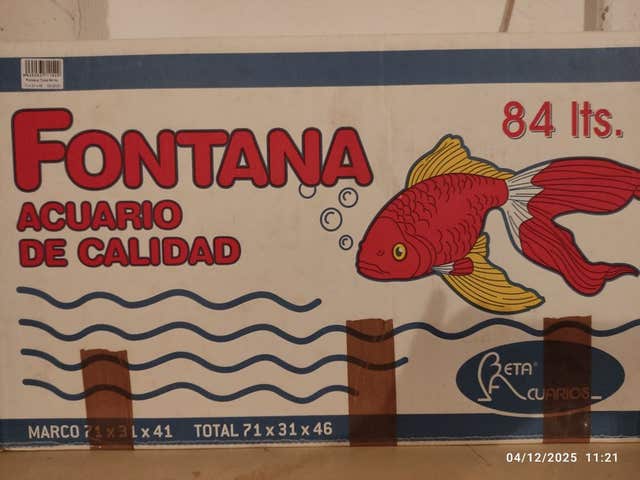 FONTANA
84 lts.
ACUARIO
DE CALIDAD
BETA®
ACUARIOS
MARCO 71 x 31 x 41 TOTAL 71 x 31 x 46
04/12/2025 11:21